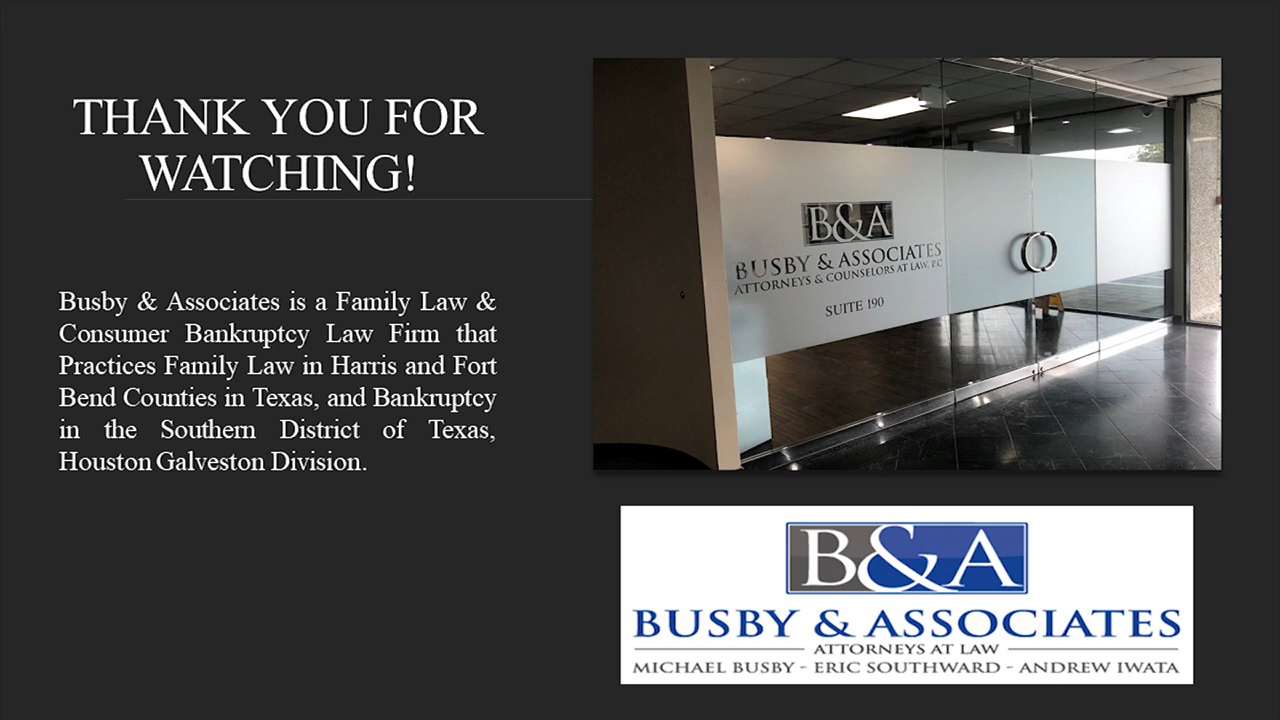 THANK YOU FOR
WATCHING!
Busby & Associates is a Family Law &
Consumer Bankruptcy Law Firm that
Practices Family Law in Harris and Fort
Bend Counties in Texas, and Bankruptcy
in the Southern District of Texas,
Houston Galveston Division.
B&A
BUSBY & ASSOCIATES
ATTORNEYS & COUNSELORS AT LAW, P.C
SUITE 190
B&A
BUSBY & ASSOCIATES
ATTORNEYS AT LAW
MICHAEL BUSBY - ERIC SOUTHWARD - ANDREW IWATA